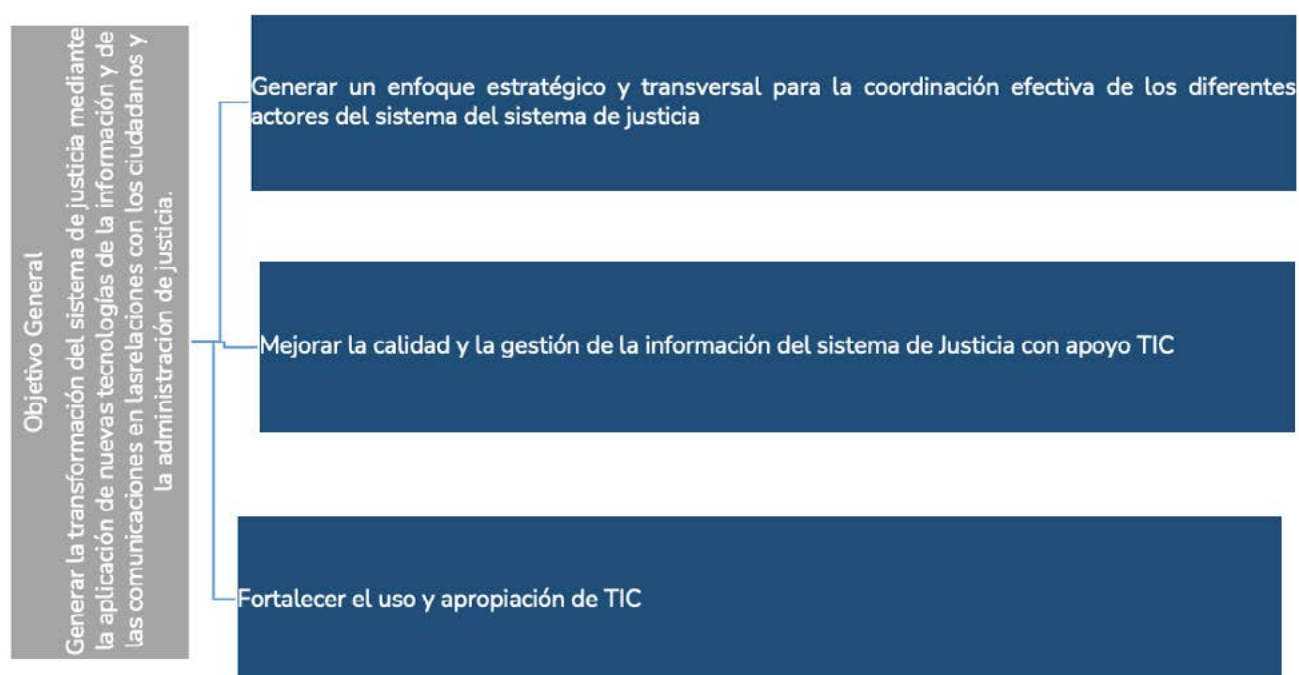 Objetivo General
Generar la transformación del sistema de justicia mediante
la aplicación de nuevas tecnologías de la información y de
las comunicaciones en lasrelaciones con los ciudadanos y
la administración de justicia.
Generar un enfoque estratégico y transversal para la coordinación efectiva de los diferentes
actores del sistema del sistema de justicia
Mejorar la calidad y la gestión de la información del sistema de Justicia con apoyo TIC
Fortalecer el uso y apropiación de TIC